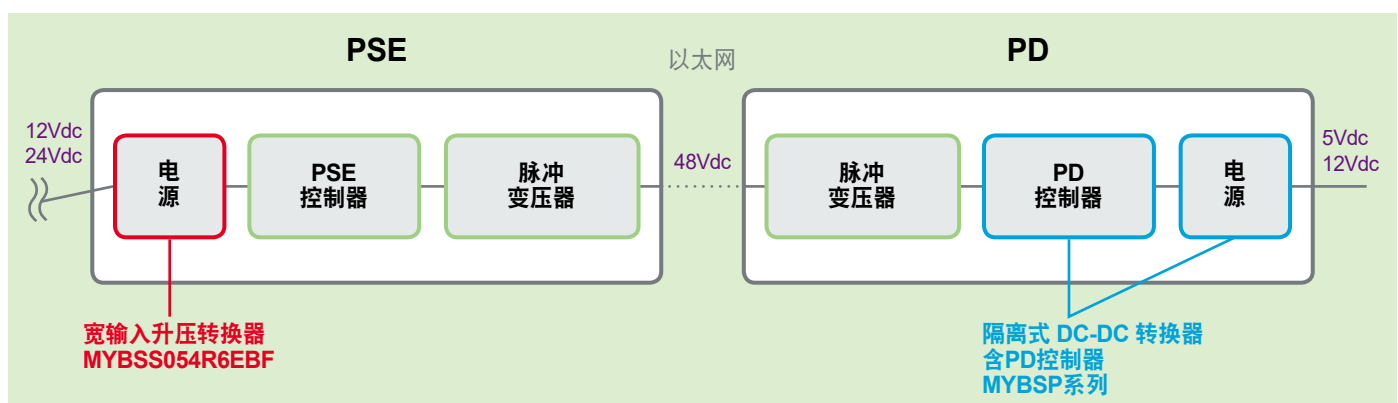 PSE
以太网
PD
12Vdc
24Vdc
电
源
PSE
控制器
脉冲
变压器
48Vdc
脉冲
变压器
PD
控制器
电
源
5Vdc
12Vdc
宽输入升压转换器
MYBSS054R6EBF
隔离式 DC-DC 转换器
含PD控制器
MYBSP系列